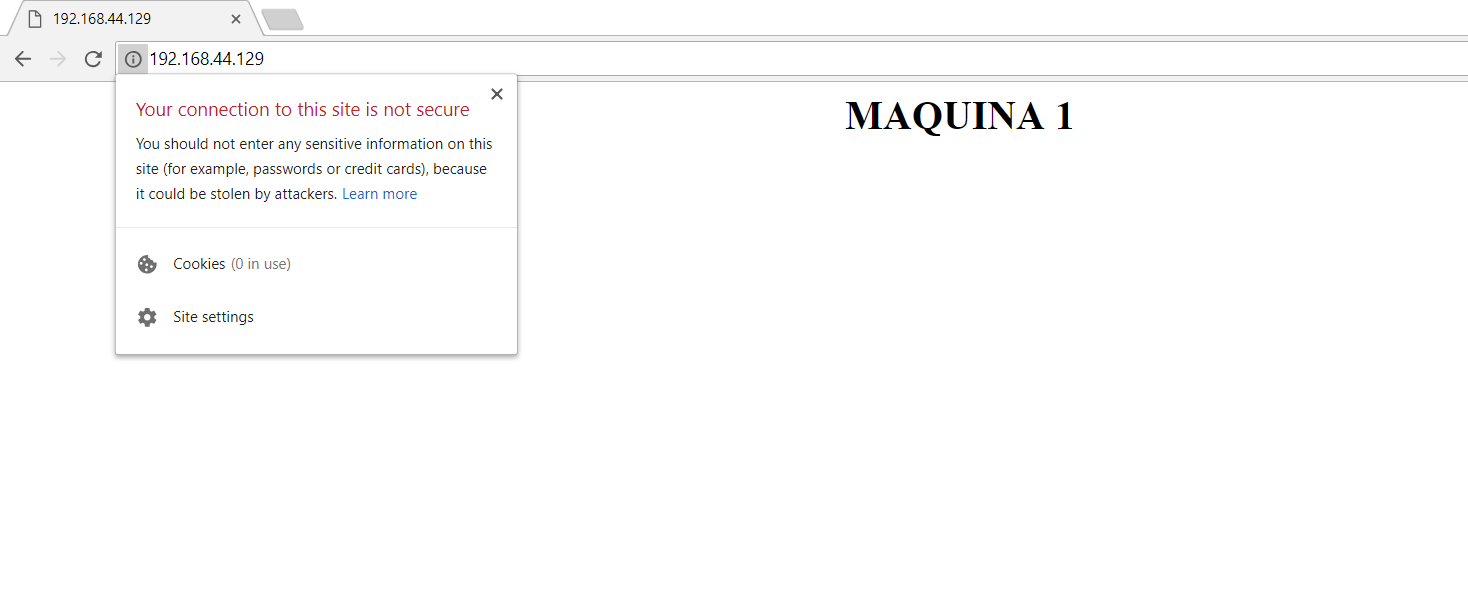 192.168.44.129
192.168.44.129
Your connection to this site is not secure
You should not enter any sensitive information on this
site (for example, passwords or credit cards), because
it could be stolen by attackers. Learn more
Cookies (0 in use)
Site settings
MAQUINA 1